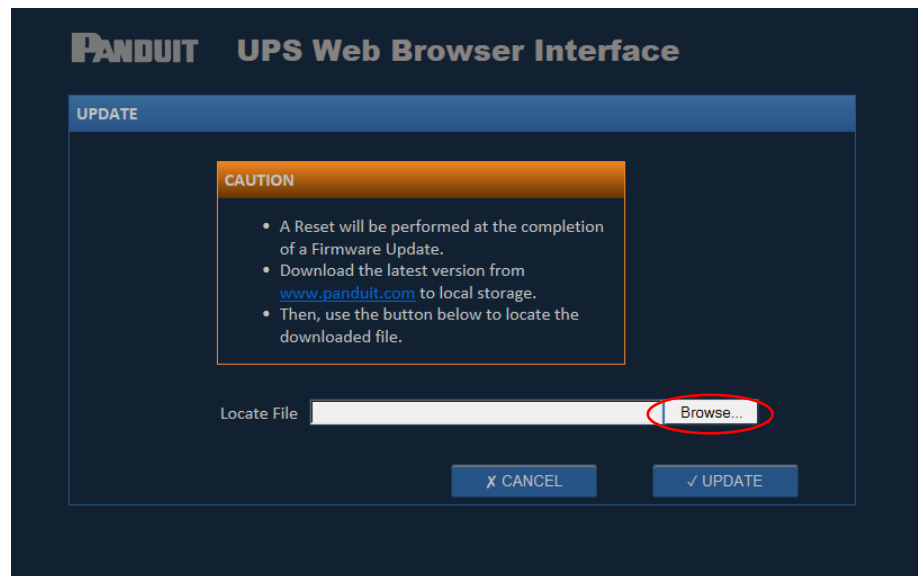 PANDUIT UPS Web Browser Interface
UPDATE
CAUTION
• A Reset will be performed at the completion
of a Firmware Update.
• Download the latest version from
www.panduit.com to local storage.
• Then, use the button below to locate the
downloaded file.
Locate File Browse...
✗ CANCEL ✓ UPDATE